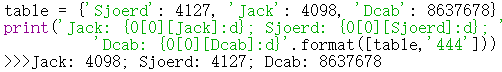 table = {'Sjoerd': 4127, 'Jack': 4098, 'Dcab': 8637678}
print('Jack: {0[0][Jack]:d}; Sjoerd: {0[0][Sjoerd]:d};'
'Dcab: {0[0][Dcab]:d}'.format([table,'444']))
>>>Jack: 4098; Sjoerd: 4127; Dcab: 8637678